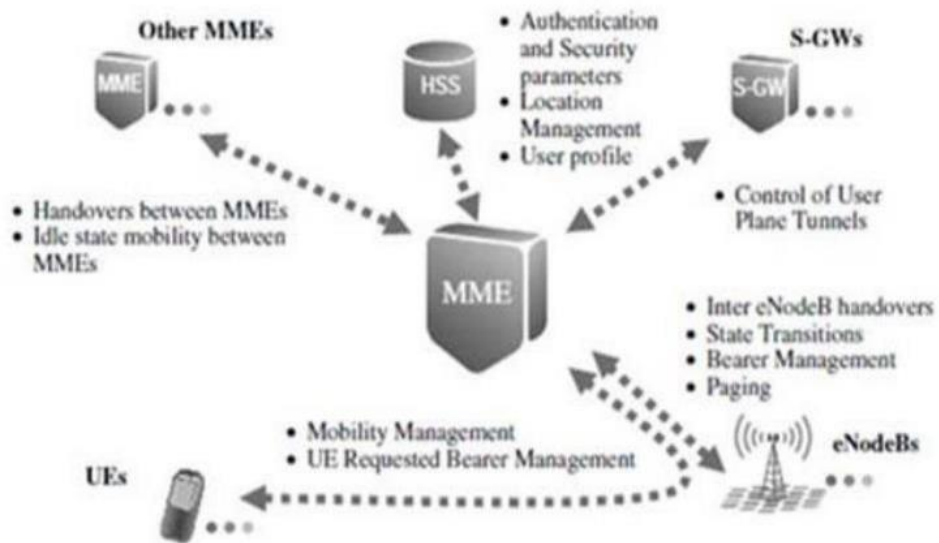 Other MMEs
MME
HSS
• Authentication
and Security
parameters
• Location
Management
• User profile
S-GWs
S-GW
• Handovers between MMEs
• Idle state mobility between
MMEs
• Control of User
Plane Tunnels
MME
• Inter eNodeB handovers
• State Transitions
• Bearer Management
• Paging
• Mobility Management
• UE Requested Bearer Management
UEs
eNodeBs